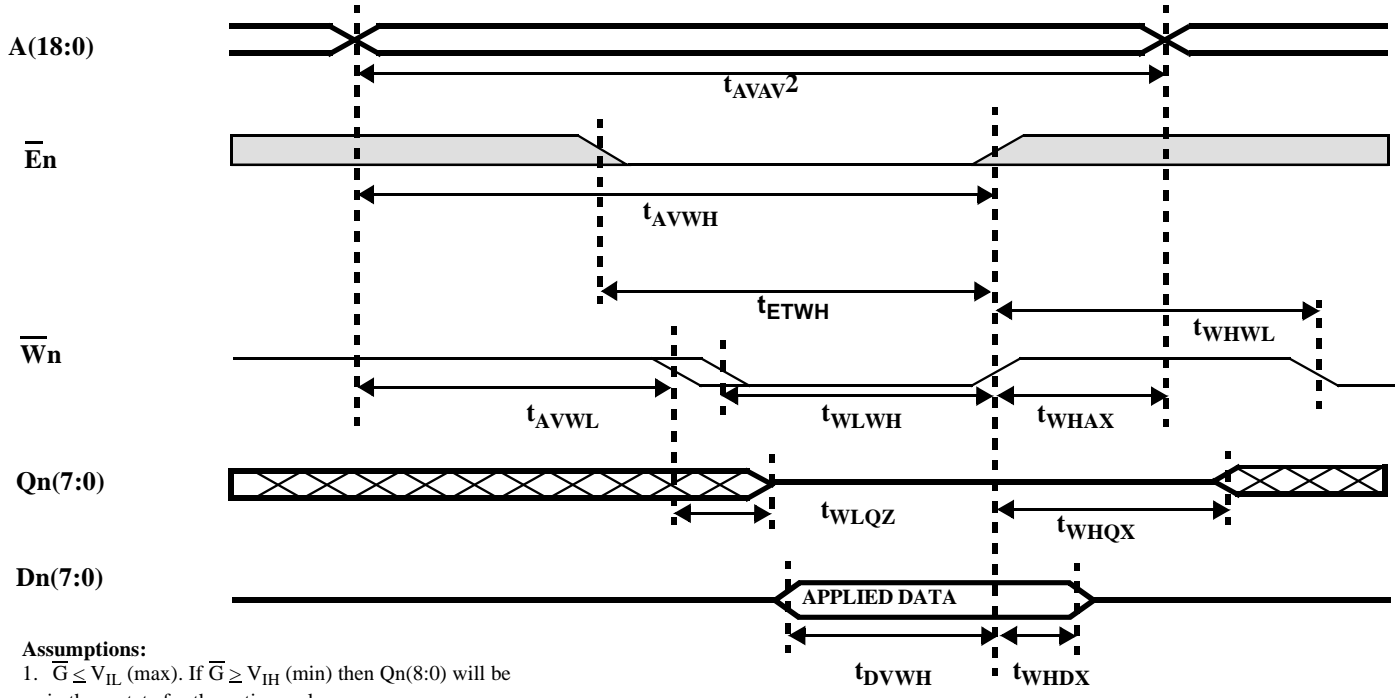 A(18:0)
tAVAV2
En
tAVWH
tETWH
tWHWL
Wn
tAVWL
tWLWH
tWHAX
Qn(7:0)
tWLQZ
tWHQX
Dn(7:0)
APPLIED DATA
Assumptions:
1. G ≤ VIL (max). If G ≥ VIH (min) then Qn(8:0) will be
tDVWH
tWHDX